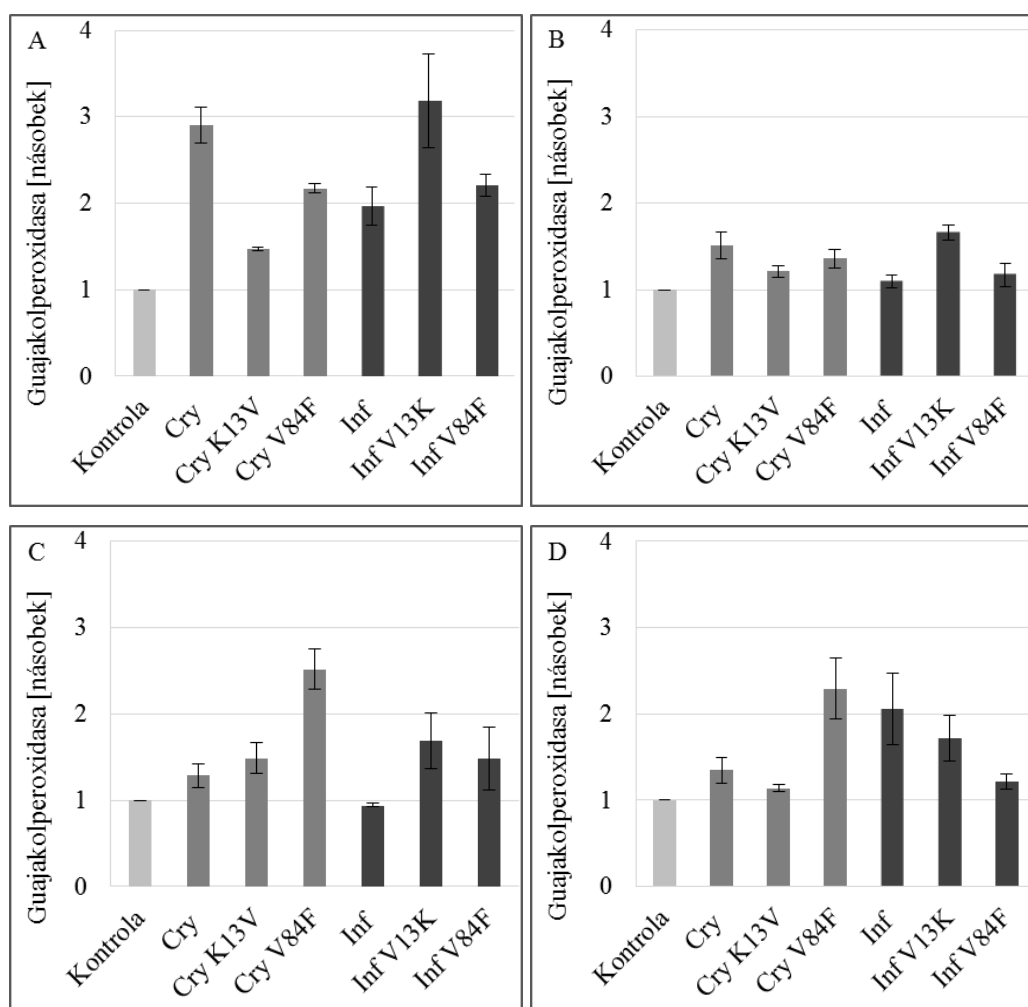 A
Guajakolperoxidasa [násobek]
4
3
2
1
0
Kontrola
Cry
Cry K13V
Cry V84F
Inf
Inf V13K
Inf V84F
B
Guajakolperoxidasa [násobek]
4
3
2
1
0
Kontrola
Cry
Cry K13V
Cry V84F
Inf
Inf V13K
Inf V84F
C
Guajakolperoxidasa [násobek]
4
3
2
1
0
Kontrola
Cry
Cry K13V
Cry V84F
Inf
Inf V13K
Inf V84F
D
Guajakolperoxidasa [násobek]
4
3
2
1
0
Kontrola
Cry
Cry K13V
Cry V84F
Inf
Inf V13K
Inf V84F